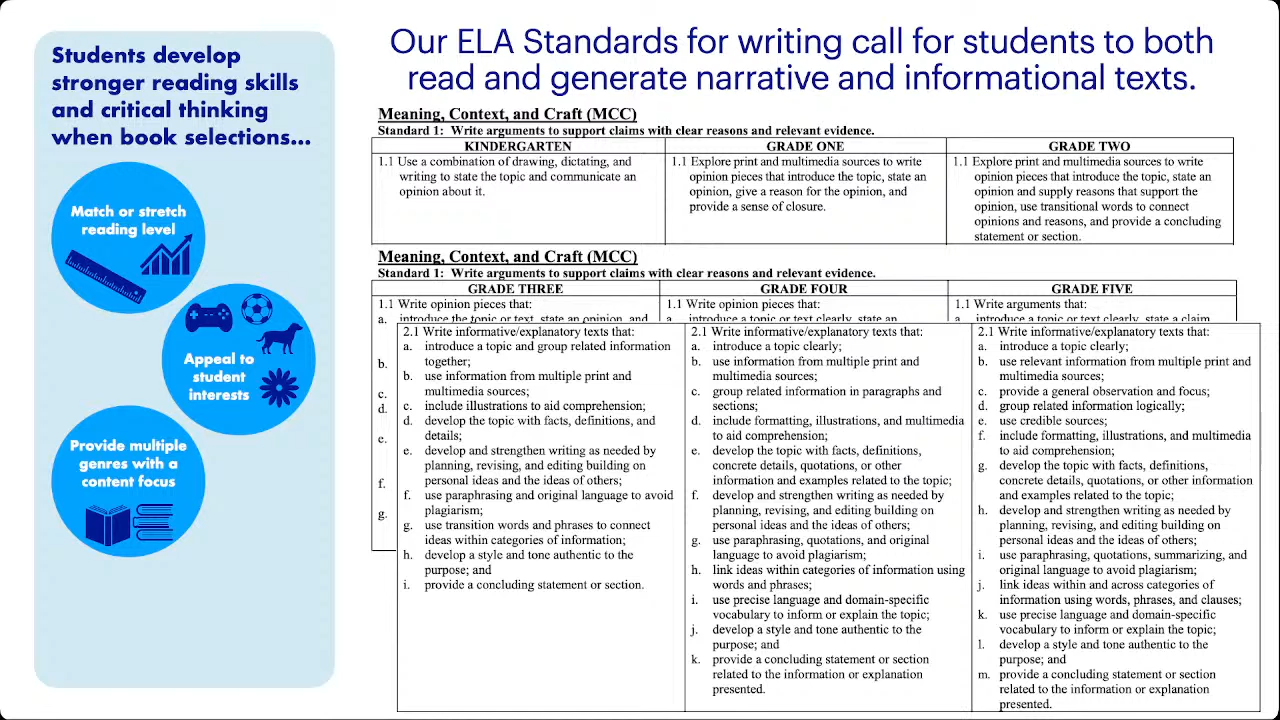 Students develop
stronger reading skills
and critical thinking
when book selections...
Match or stretch
reading level
Appeal to
student
interests
Provide multiple
genres with a
content focus
Our ELA Standards for writing call for students to both
read and generate narrative and informational texts.
Meaning, Context, and Craft (MCC)
Standard 1: Write arguments to support claims with clear reasons and relevant evidence.
KINDERGARTEN
1.1 Use a combination of drawing, dictating, and
writing to state the topic and communicate an
opinion about it.
GRADE ONE
1.1 Explore print and multimedia sources to write
opinion pieces that introduce the topic, state an
opinion, give a reason for the opinion, and
provide a sense of closure.
GRADE TWO
1.1 Explore print and multimedia sources to write
opinion pieces that introduce the topic, state an
opinion and supply reasons that support the
opinion, use transitional words to connect
opinions and reasons, and provide a concluding
statement or section.
Meaning, Context, and Craft (MCC)
Standard 1: Write arguments to support claims with clear reasons and relevant evidence.
GRADE THREE
1.1 Write opinion pieces that:
a. introduce the topic or text, state an opinion, and
b.
c.
d.
e.
f.
g.
GRADE FOUR
1.1 Write opinion pieces that:
a. introduce a topic or text clearly, state an
GRADE FIVE
1.1 Write arguments that:
a. introduce a topic or text clearly, state a claim
2.1 Write informative/explanatory texts that:
a. introduce a topic and group related information
together;
b. use information from multiple print and
multimedia sources;
c. include illustrations to aid comprehension;
d. develop the topic with facts, definitions, and
details;
e. develop and strengthen writing as needed by
planning, revising, and editing building on
personal ideas and the ideas of others;
f. use paraphrasing and original language to avoid
plagiarism;
g. use transition words and phrases to connect
ideas within categories of information;
h. develop a style and tone authentic to the
purpose; and
i. provide a concluding statement or section.
2.1 Write informative/explanatory texts that:
a. introduce a topic clearly;
b. use information from multiple print and
multimedia sources;
c. group related information in paragraphs and
sections;
d. include formatting, illustrations, and multimedia
to aid comprehension;
e. develop the topic with facts, definitions,
concrete details, quotations, or other
information and examples related to the topic;
f. develop and strengthen writing as needed by
planning, revising, and editing building on
personal ideas and the ideas of others;
g. use paraphrasing, quotations, and original
language to avoid plagiarism;
h. link ideas within categories of information using
words and phrases;
i. use precise language and domain-specific
vocabulary to inform or explain the topic;
j. develop a style and tone authentic to the
purpose; and
k. provide a concluding statement or section
related to the information or explanation
presented.
2.1 Write informative/explanatory texts that:
a. introduce a topic clearly;
b. use relevant information from multiple print and
multimedia sources;
c. provide a general observation and focus;
d. group related information logically;
e. use credible sources;
f. include formatting, illustrations, and multimedia
to aid comprehension;
g. develop the topic with facts, definitions,
concrete details, quotations, or other information
and examples related to the topic;
h. develop and strengthen writing as needed by
planning, revising, and editing building on
personal ideas and the ideas of others;
i. use paraphrasing, quotations, summarizing, and
original language to avoid plagiarism;
j. link ideas within and across categories of
information using words, phrases, and clauses;
k. use precise language and domain-specific
vocabulary to inform or explain the topic;
l. develop a style and tone authentic to the
purpose; and
m. provide a concluding statement or section
related to the information or explanation
presented.